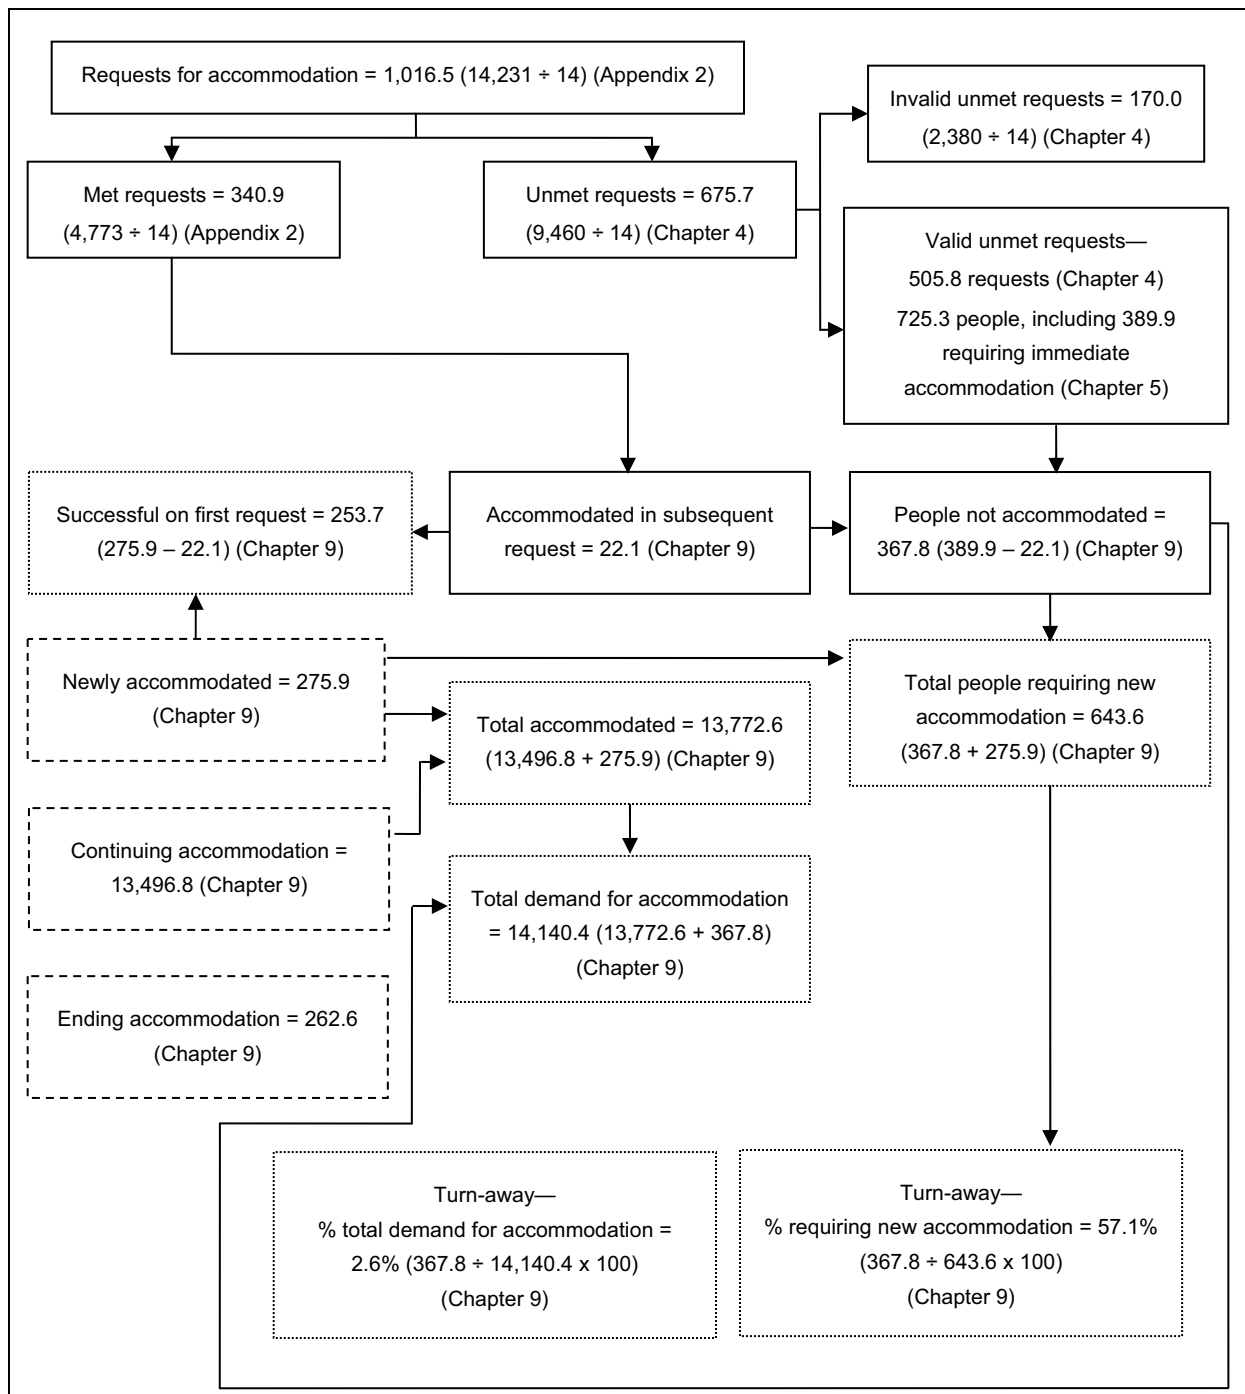 Requests for accommodation = 1,016.5 (14,231 ÷ 14) (Appendix 2)
Invalid unmet requests = 170.0
(2,380 ÷ 14) (Chapter 4)
Met requests = 340.9
(4,773 ÷ 14) (Appendix 2)
Unmet requests = 675.7
(9,460 ÷ 14) (Chapter 4)
Valid unmet requests—
505.8 requests (Chapter 4)
725.3 people, including 389.9
requiring immediate
accommodation (Chapter 5)
Successful on first request = 253.7
(275.9 – 22.1) (Chapter 9)
Accommodated in subsequent
request = 22.1 (Chapter 9)
People not accommodated =
367.8 (389.9 – 22.1) (Chapter 9)
Newly accommodated = 275.9
(Chapter 9)
Total accommodated = 13,772.6
(13,496.8 + 275.9) (Chapter 9)
Total people requiring new
accommodation = 643.6
(367.8 + 275.9) (Chapter 9)
Continuing accommodation =
13,496.8 (Chapter 9)
Total demand for accommodation
= 14,140.4 (13,772.6 + 367.8)
(Chapter 9)
Ending accommodation = 262.6
(Chapter 9)
Turn-away—
% total demand for accommodation =
2.6% (367.8 ÷ 14,140.4 x 100)
(Chapter 9)
Turn-away—
% requiring new accommodation = 57.1%
(367.8 ÷ 643.6 x 100)
(Chapter 9)